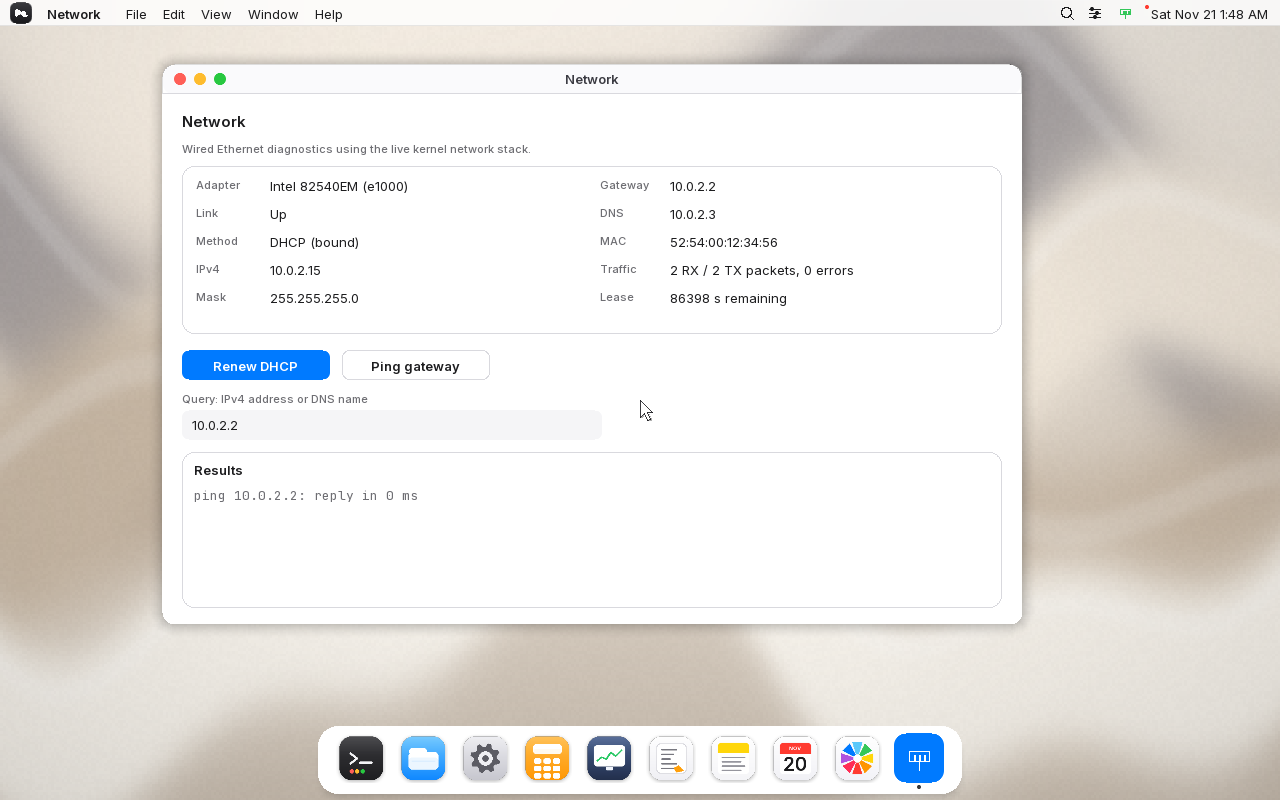 Network File Edit View Window Help Sat Nov 21 1:48 AM
Network
Network
Wired Ethernet diagnostics using the live kernel network stack.
Adapter Intel 82540EM (e1000) Gateway 10.0.2.2
Link Up DNS 10.0.2.3
Method DHCP (bound) MAC 52:54:00:12:34:56
IPv4 10.0.2.15 Traffic 2 RX / 2 TX packets, 0 errors
Mask 255.255.255.0 Lease 86398 s remaining
Renew DHCP Ping gateway
Query: IPv4 address or DNS name
10.0.2.2
Results
ping 10.0.2.2: reply in 0 ms
NOV
20